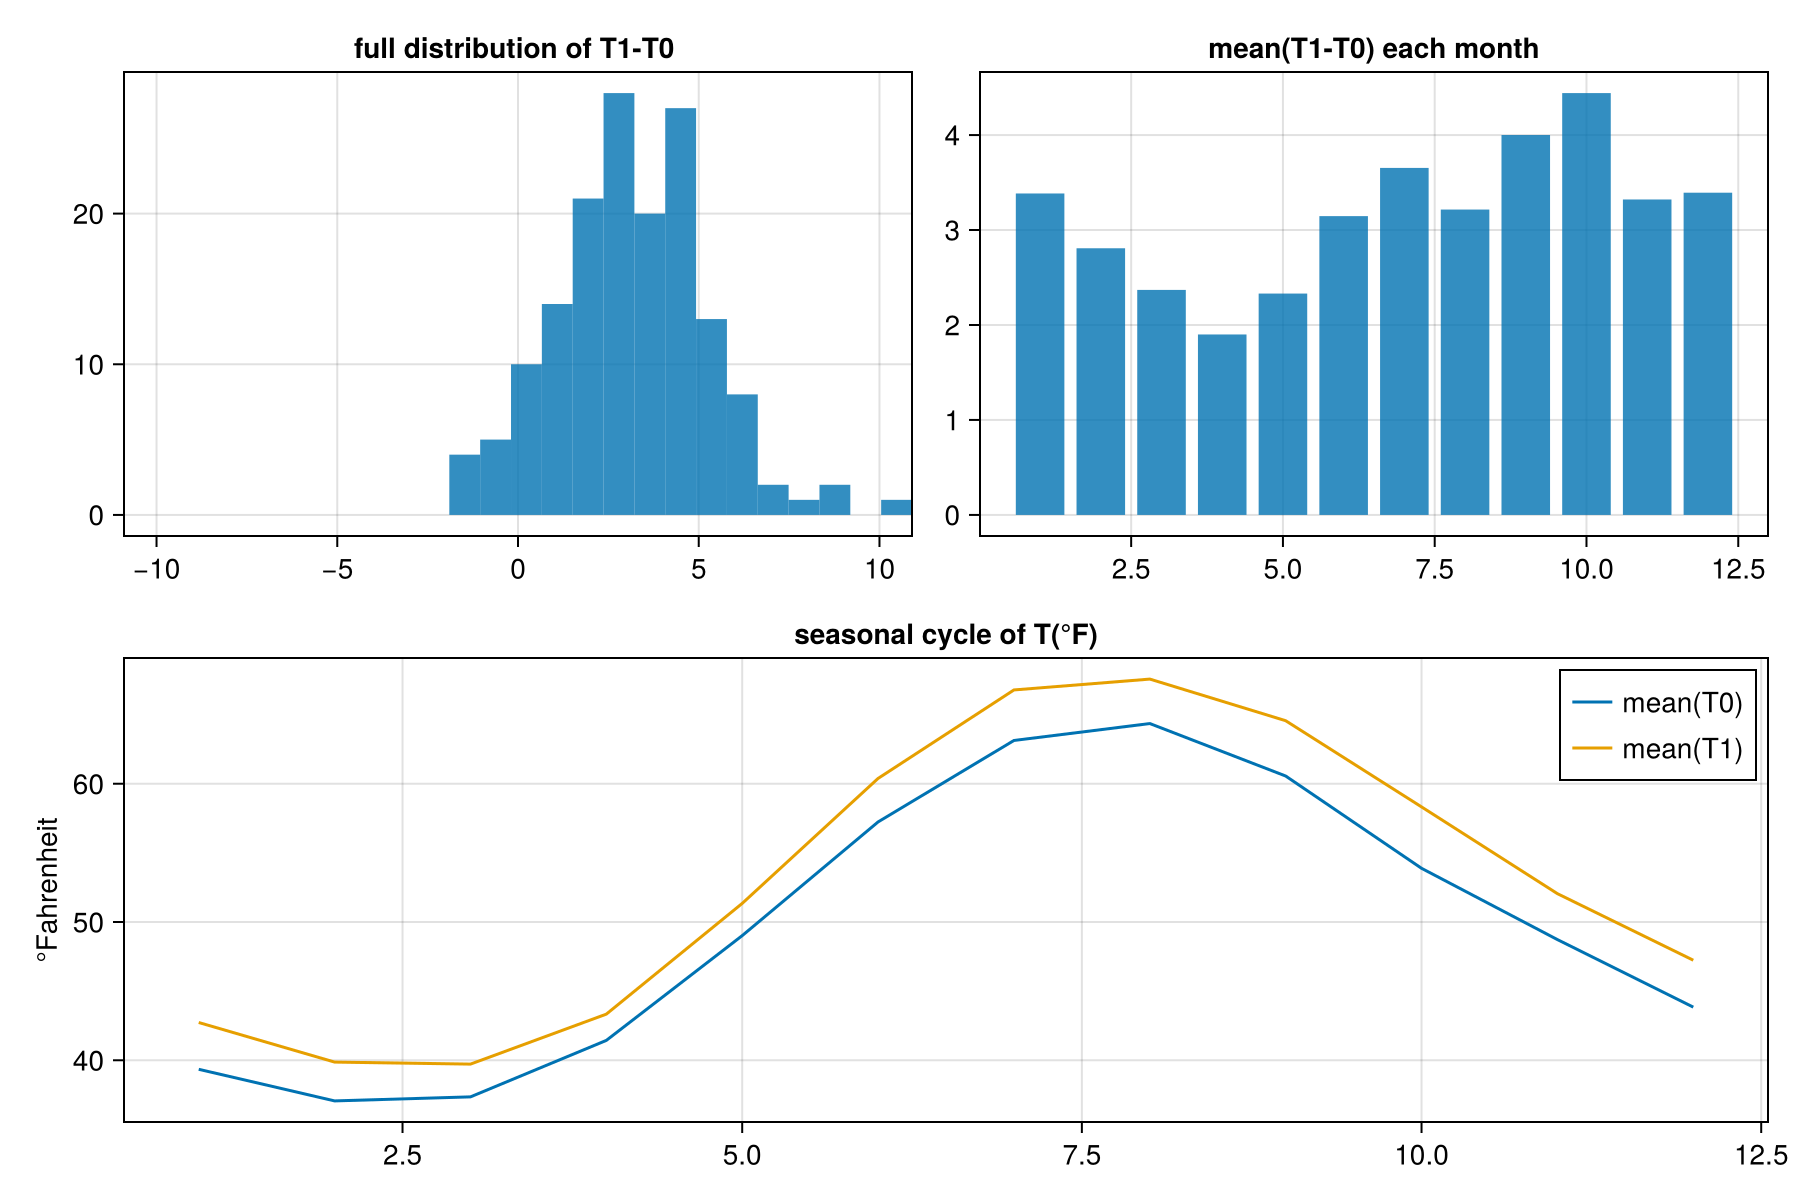 full distribution of T1-T0
20
10
0
−10 −5 0 5 10
mean(T1-T0) each month
4
3
2
1
0
2.5 5.0 7.5 10.0 12.5
seasonal cycle of T(°F)
°Fahrenheit
60
50
40
2.5 5.0 7.5 10.0 12.5
mean(T0)
mean(T1)